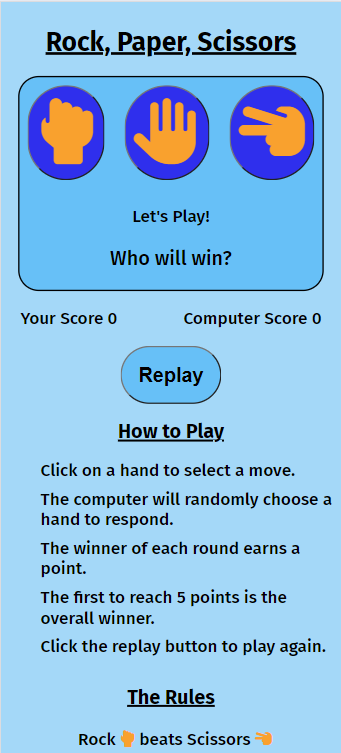 Rock, Paper, Scissors
Let's Play!
Who will win?
Your Score 0 Computer Score 0
Replay
How to Play
Click on a hand to select a move.
The computer will randomly choose a
hand to respond.
The winner of each round earns a
point.
The first to reach 5 points is the
overall winner.
Click the replay button to play again.
The Rules
Rock beats Scissors